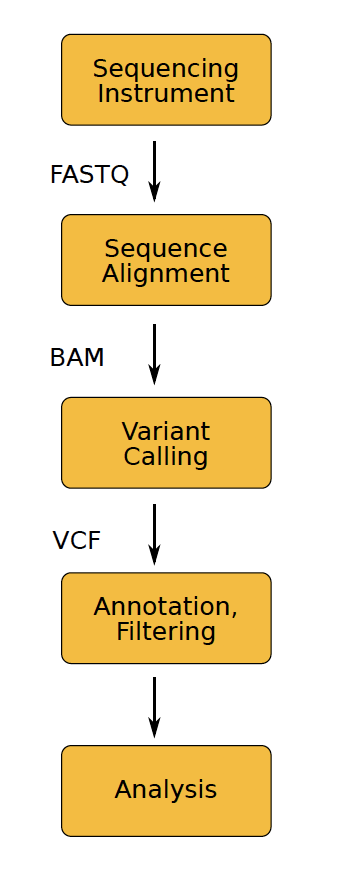 Sequencing
Instrument
FASTQ
Sequence
Alignment
BAM
Variant
Calling
VCF
Annotation,
Filtering
Analysis